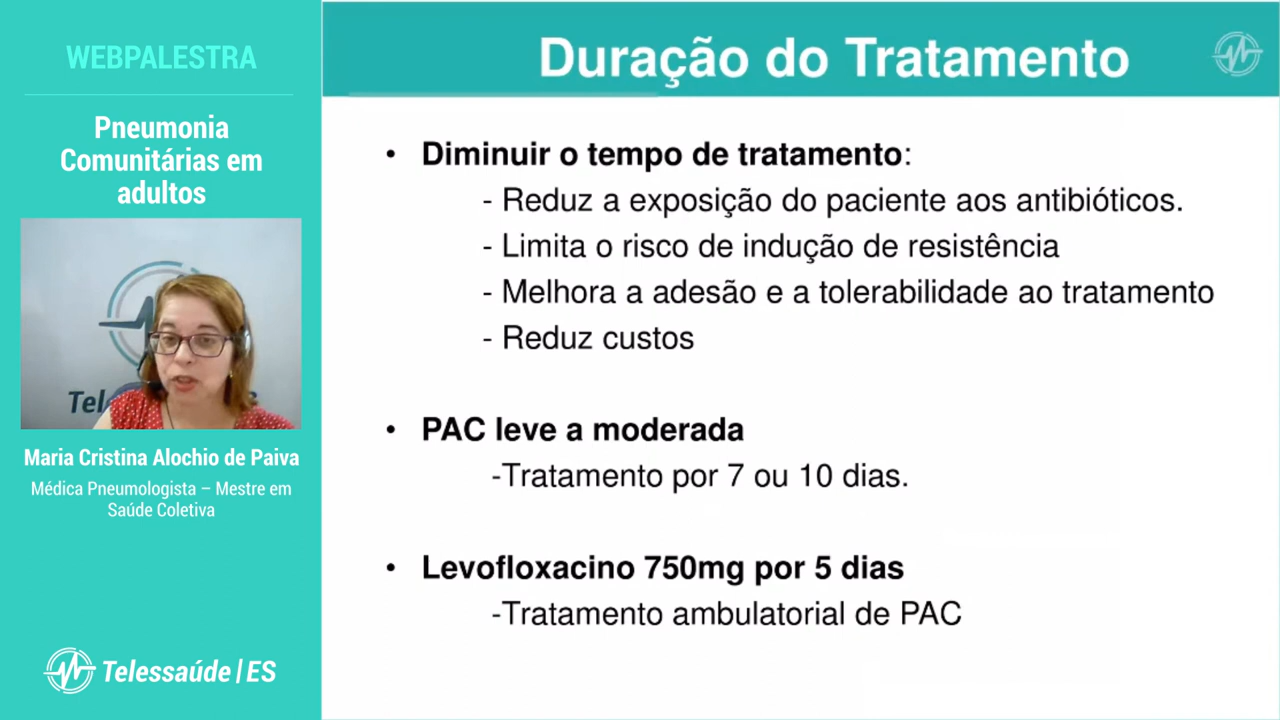 WEBPALESTRA
Pneumonia
Comunitárias em
adultos
Tel
S
Maria Cristina Alochio de Paiva
Médica Pneumologista – Mestre em
Saúde Coletiva
Telessaúde|ES
Duração do Tratamento
• Diminuir o tempo de tratamento:
- Reduz a exposição do paciente aos antibióticos.
- Limita o risco de indução de resistência
- Melhora a adesão e a tolerabilidade ao tratamento
- Reduz custos
• PAC leve a moderada
-Tratamento por 7 ou 10 dias.
• Levofloxacino 750mg por 5 dias
-Tratamento ambulatorial de PAC